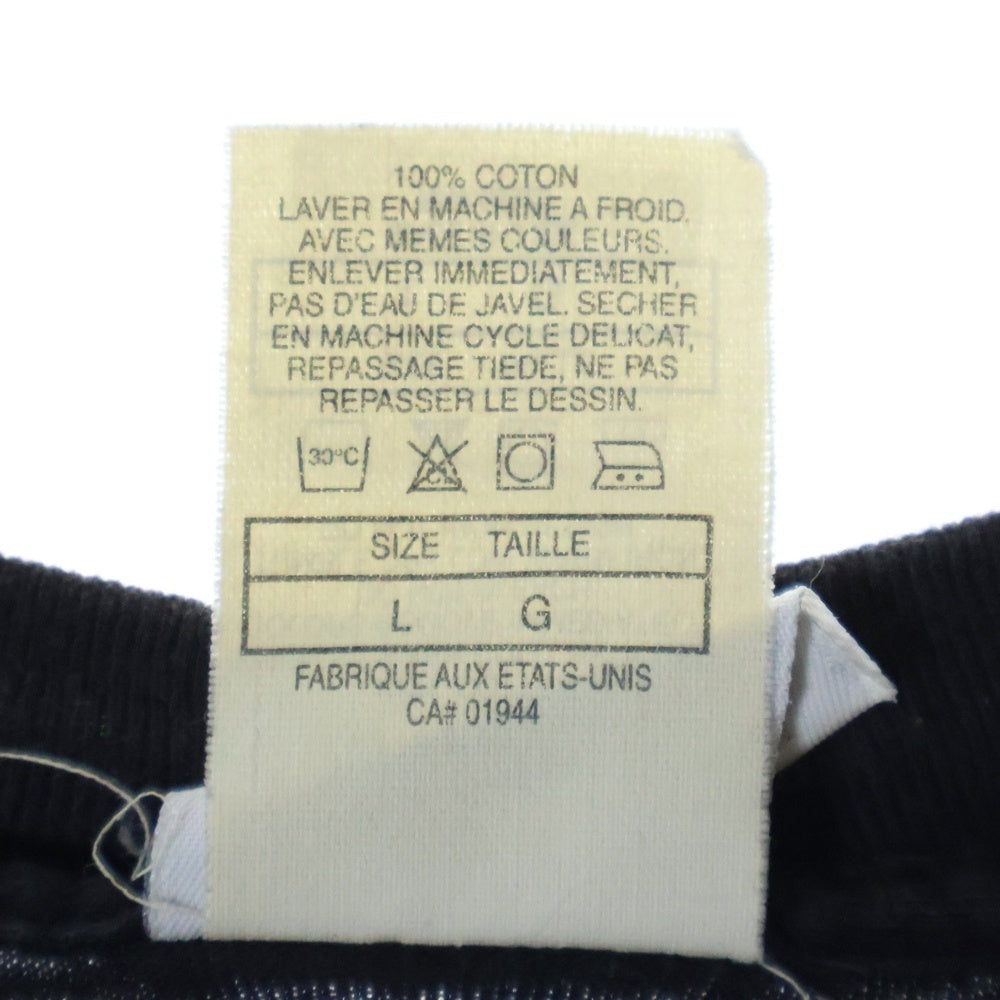 100% COTON
LAVER EN MACHINE A FROID,
AVEC MEMES COULEURS.
ENLEVER IMMEDIATEMENT,
PAS D'EAU DE JAVEL. SECHER
EN MACHINE CYCLE DELICAT,
REPASSAGE TIEDE, NE PAS
REPASSER LE DESSIN.
30°C CL
SIZE TAILLE
L G
FABRIQUE AUX ETATS-UNIS
CA# 01944